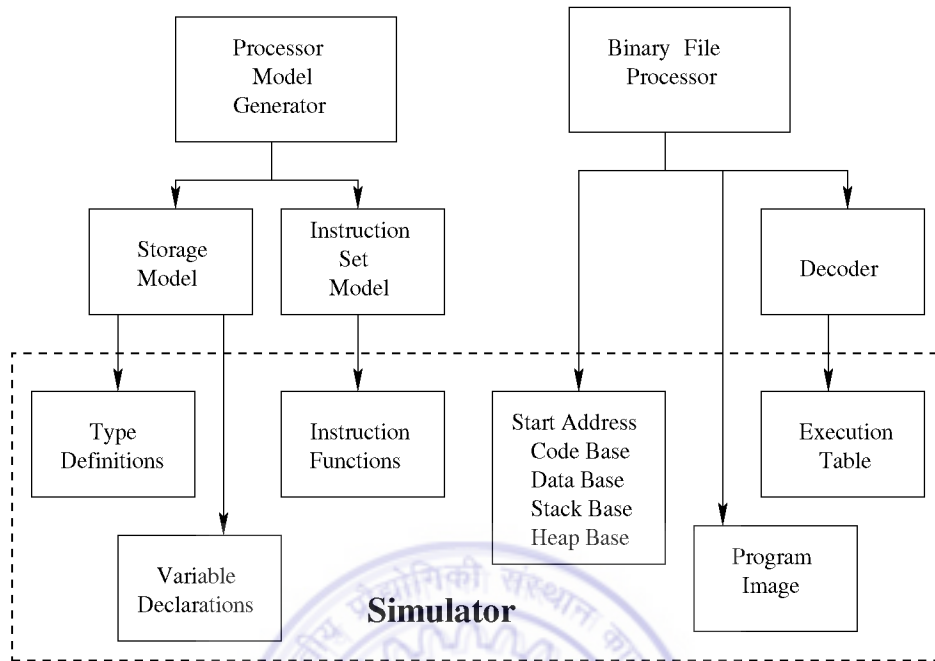 Processor
Model
Generator
Binary File
Processor
Storage
Model
Instruction
Set
Model
Decoder
Type
Definitions
Instruction
Functions
Start Address
Code Base
Data Base
Stack Base
Heap Base
Execution
Table
Variable
Declarations
Program
Image
Simulator
प्रौद्योगिकी संस्थान